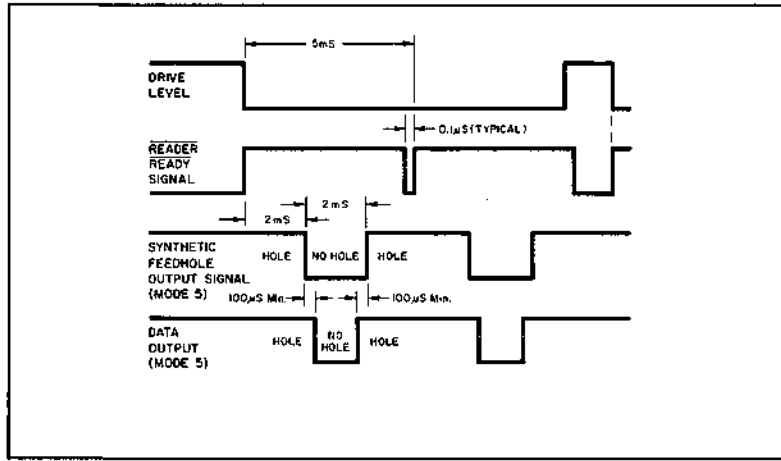 5mS
DRIVE
LEVEL
0.1µS (TYPICAL)
READER
READY
SIGNAL
2mS
2mS
SYNTHETIC
FEEDHOLE
OUTPUT SIGNAL
(MODE 5)
HOLE
NO HOLE
HOLE
100µS Min.
100µS Min.
DATA
OUTPUT
(MODE 5)
HOLE
NO
HOLE
HOLE